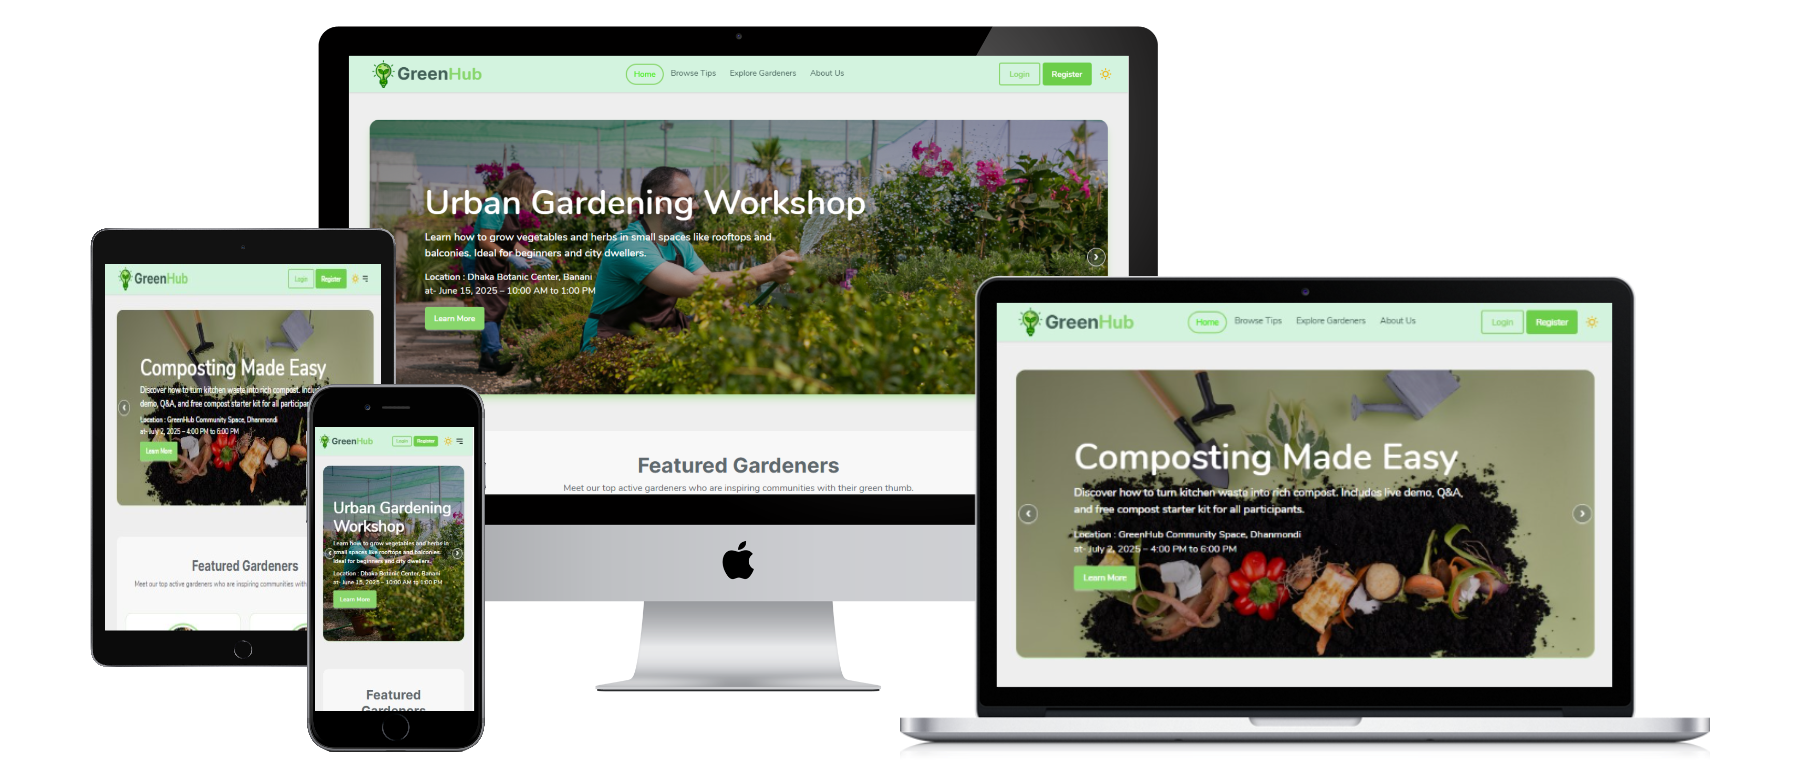 GreenHub
Home
Browse Tips
Explore Gardeners
About Us
Login
Register
Urban Gardening Workshop
Learn how to grow vegetables and herbs in small spaces like rooftops and
balconies. Ideal for beginners and city dwellers.
Location : Dhaka Botanic Center, Banani
at- June 15, 2025 – 10:00 AM to 1:00 PM
Learn More
Featured Gardeners
Meet our top active gardeners who are inspiring communities with their green thumb.
GreenHub
Login
Register
Composting Made Easy
Discover how to turn kitchen waste into rich compost. Includ
demo, Q&A, and free compost starter kit for all participan
Location : GreenHub Community Space, Dhanmondi
at- July 2, 2025 – 4:00 PM to 6:00 PM
Learn More
Featured Gardeners
Meet our top active gardeners who are inspiring communities with
GreenHub
Login
Register
Urban Gardening
Workshop
Learn how to grow vegetables and herbs in
small spaces like rooftops and balconies.
Ideal for beginners and city dwellers.
Location : Dhaka Botanic Center, Banani
at- June 15, 2025 – 10:00 AM to 1:00 PM
Learn More
Featured
Gardeners
GreenHub
Home
Browse Tips
Explore Gardeners
About Us
Login
Register
Composting Made Easy
Discover how to turn kitchen waste into rich compost. Includes live demo, Q&A,
and free compost starter kit for all participants.
Location : GreenHub Community Space, Dhanmondi
at- July 2, 2025 – 4:00 PM to 6:00 PM
Learn More